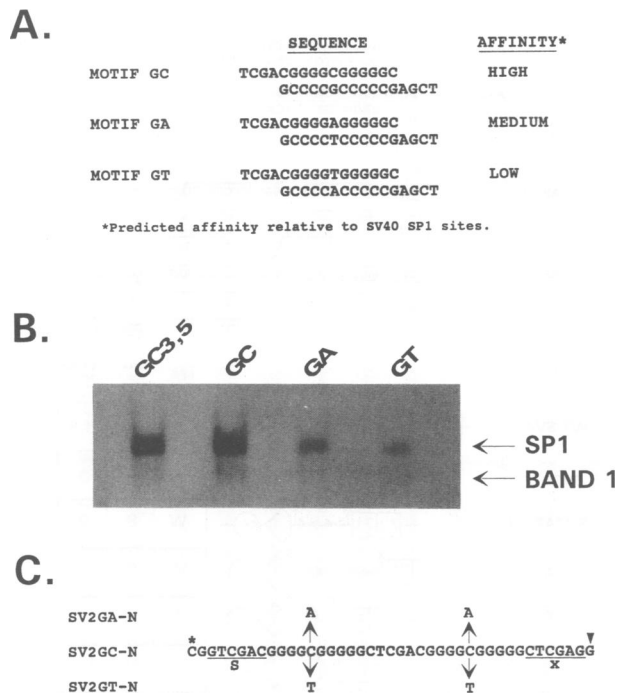 A.
SEQUENCE AFFINITY*
MOTIF GC TCGACGGGGCGGGGGC HIGH
GCCCCGCCCCCGAGCT
MOTIF GA TCGACGGGGAGGGGGC MEDIUM
GCCCCTCCCCCGAGCT
MOTIF GT TCGACGGGGTGGGGGC LOW
GCCCCACCCCCGAGCT
*Predicted affinity relative to SV40 SP1 sites.
B.
GC3,5 GC GA GT
SP1
BAND 1
C.
SV2GA-N A A
* 
SV2GC-N CGGTCGACGGGGCGGGGGCTCGACGGGGCGGGGGCTCGAGG
S X
SV2GT-N T T